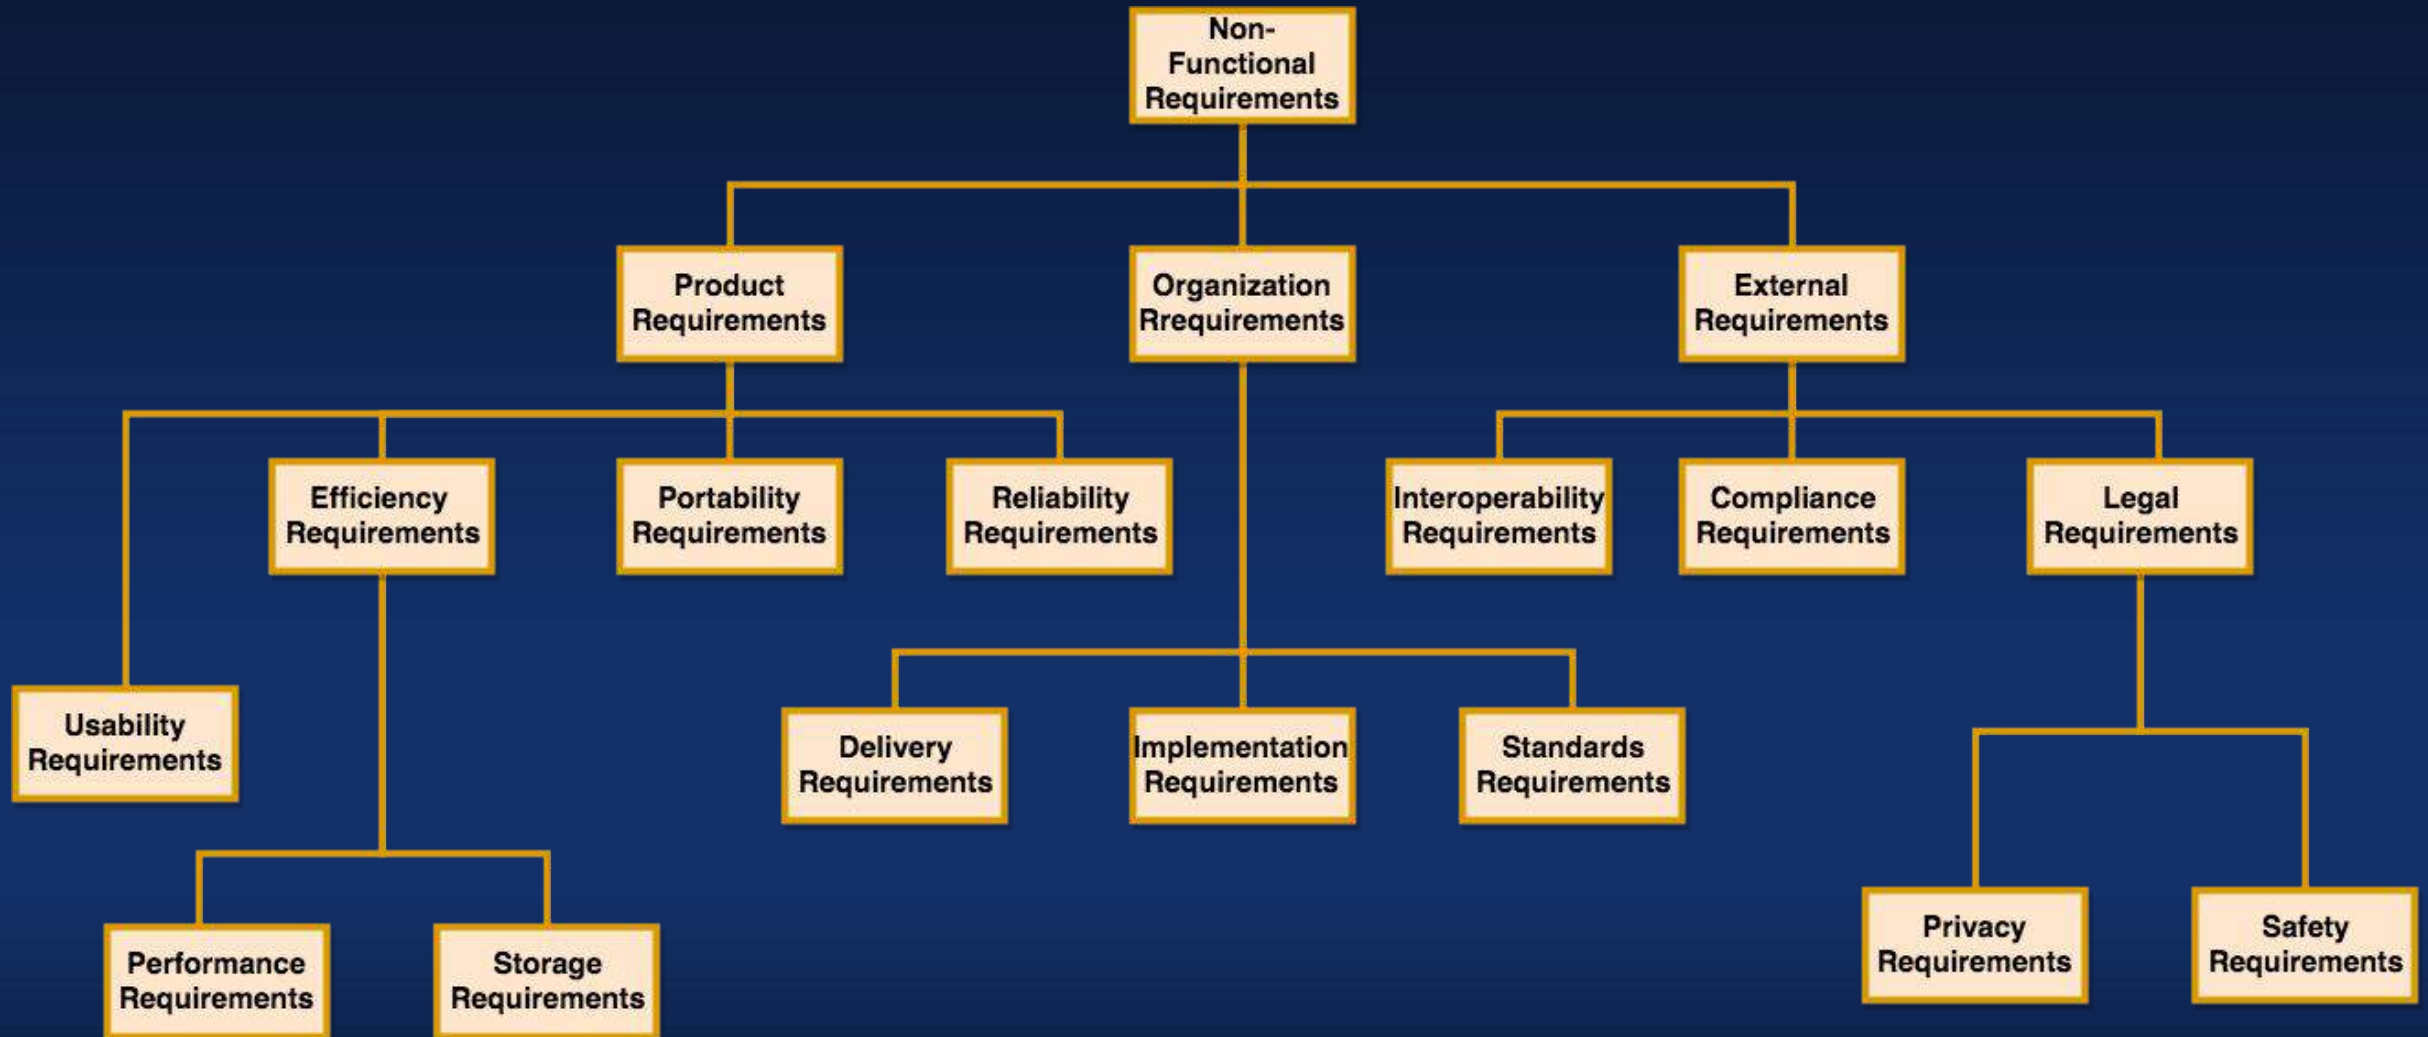 Non-
Functional
Requirements
Product
Requirements
Organization
Rrequirements
External
Requirements
Efficiency
Requirements
Portability
Requirements
Reliability
Requirements
Interoperability
Requirements
Compliance
Requirements
Legal
Requirements
Usability
Requirements
Delivery
Requirements
Implementation
Requirements
Standards
Requirements
Performance
Requirements
Storage
Requirements
Privacy
Requirements
Safety
Requirements